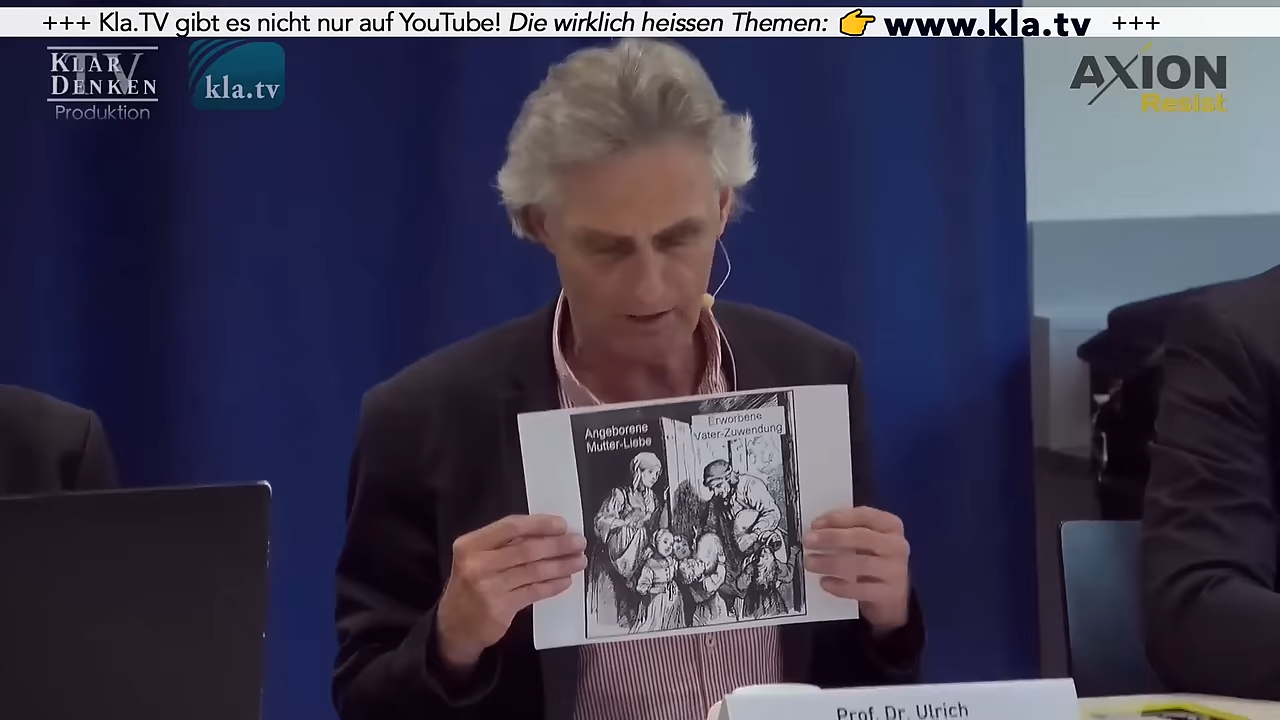 +++ Kla.TV gibt es nicht nur auf YouTube! Die wirklich heissen Themen: 👉 www.kla.tv +++
KLAR
TV
DENKEN
Produktion
kla.tv
AXION
Resist
Angeborene
Mutter-Liebe
Erworbene
Vater-Zuwendung
Prof. Dr. Ulrich